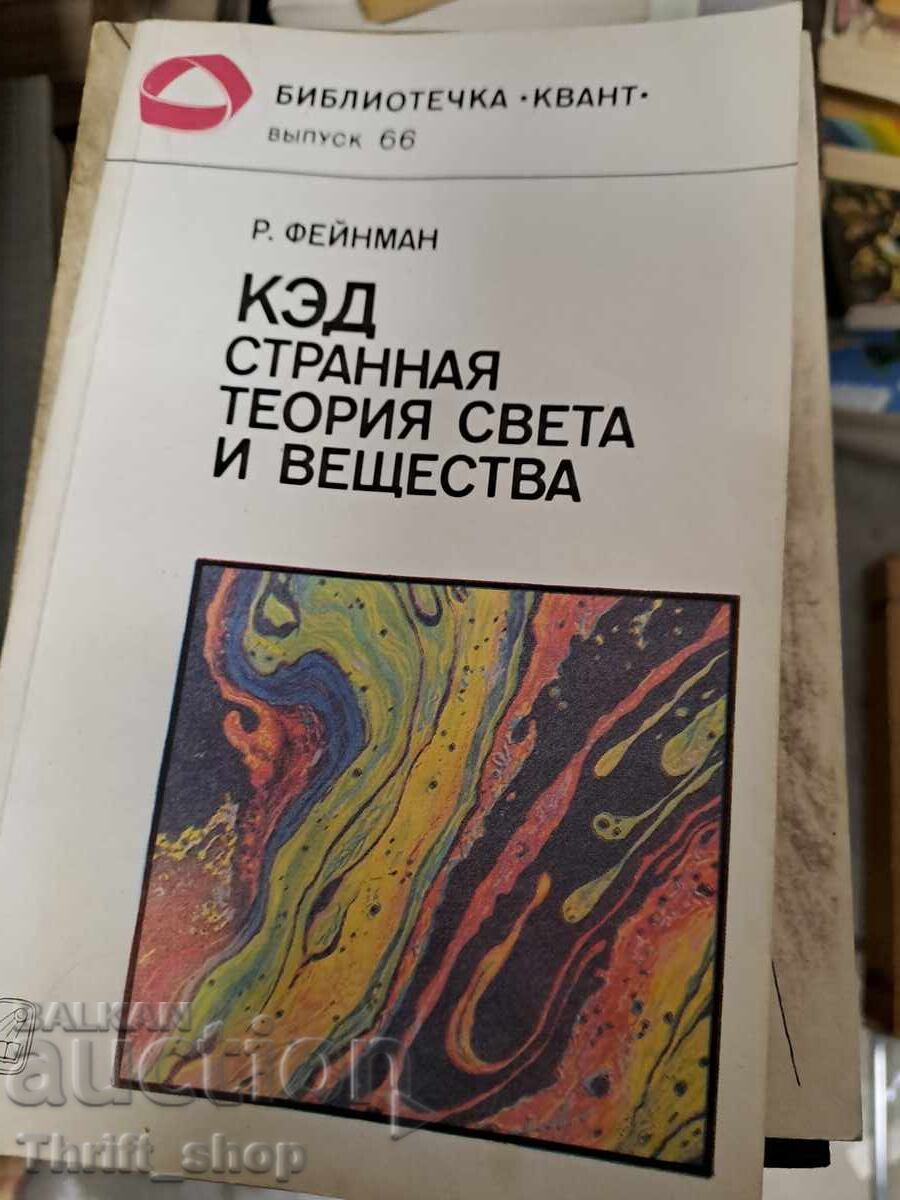 БИБЛИОТЕЧКА •КВАНТ•
ВЫПУСК 66
Р. ФЕЙНМАН
КЭД
СТРАННАЯ
ТЕОРИЯ СВЕТА
И ВЕЩЕСТВА
BALKAN
auction
Thrift_shop